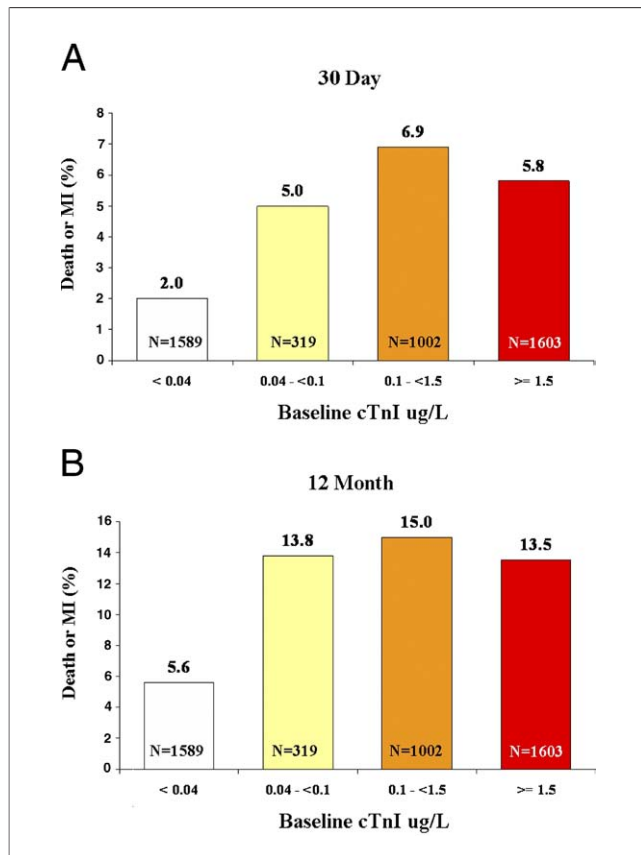 A
30 Day
Death or MI (%)
8
7
6
5
4
3
2
1
0
2.0
5.0
6.9
5.8
N=1589
N=319
N=1002
N=1603
< 0.04
0.04 - <0.1
0.1 - <1.5
>= 1.5
Baseline cTnI ug/L
B
12 Month
Death or MI (%)
16
14
12
10
8
6
4
2
0
5.6
13.8
15.0
13.5
N=1589
N=319
N=1002
N=1603
< 0.04
0.04 - <0.1
0.1 - <1.5
>= 1.5
Baseline cTnI ug/L